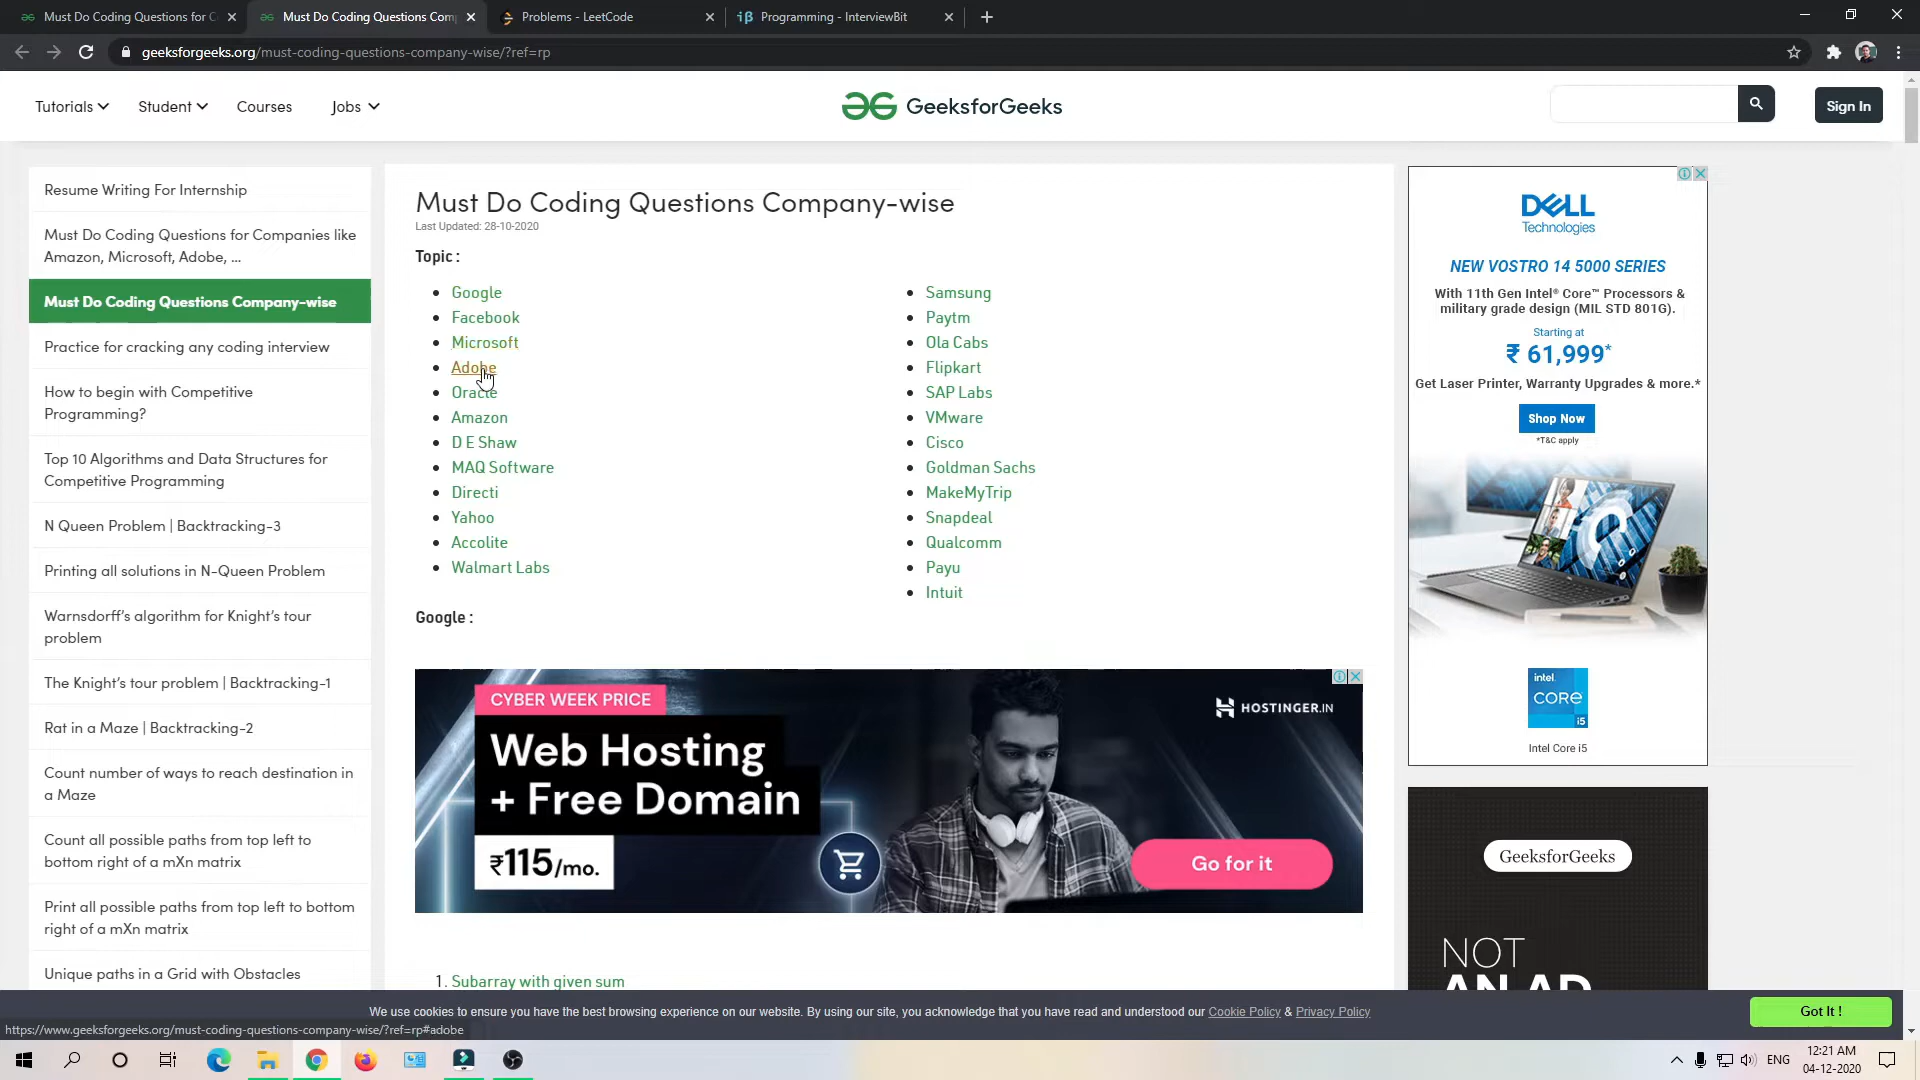 Must Do Coding Questions for C
Must Do Coding Questions Comp
Problems - LeetCode
Programming - InterviewBit
geeksforgeeks.org/must-coding-questions-company-wise/?ref=rp
Tutorials
Student
Courses
Jobs
GeeksforGeeks
Sign In
Resume Writing For Internship
Must Do Coding Questions for Companies like
Amazon, Microsoft, Adobe, ...
Must Do Coding Questions Company-wise
Practice for cracking any coding interview
How to begin with Competitive
Programming?
Top 10 Algorithms and Data Structures for
Competitive Programming
N Queen Problem | Backtracking-3
Printing all solutions in N-Queen Problem
Warnsdorff's algorithm for Knight's tour
problem
The Knight's tour problem | Backtracking-1
Rat in a Maze | Backtracking-2
Count number of ways to reach destination in
a Maze
Count all possible paths from top left to
bottom right of a mXn matrix
Print all possible paths from top left to bottom
right of a mXn matrix
Unique paths in a Grid with Obstacles
Must Do Coding Questions Company-wise
Last Updated: 28-10-2020
Topic :
Google
Facebook
Microsoft
Adobe
Oracle
Amazon
D E Shaw
MAQ Software
Directi
Yahoo
Accolite
Walmart Labs
Samsung
Paytm
Ola Cabs
Flipkart
SAP Labs
VMware
Cisco
Goldman Sachs
MakeMyTrip
Snapdeal
Qualcomm
Payu
Intuit
Google :
CYBER WEEK PRICE
HOSTINGER.IN
Web Hosting
+ Free Domain
₹115/mo.
Go for it
1. Subarray with given sum
DELL
Technologies
NEW VOSTRO 14 5000 SERIES
With 11th Gen Intel® Core™ Processors &
military grade design (MIL STD 801G).
Starting at
₹ 61,999*
Get Laser Printer, Warranty Upgrades & more.*
Shop Now
*T&C apply
intel.
CORE
i5
Intel Core i5
GeeksforGeeks
NOT
AN AD
We use cookies to ensure you have the best browsing experience on our website. By using our site, you acknowledge that you have read and understood our Cookie Policy & Privacy Policy
Got It !
https://www.geeksforgeeks.org/must-coding-questions-company-wise/?ref=rp#adobe
ENG
12:21 AM
04-12-2020